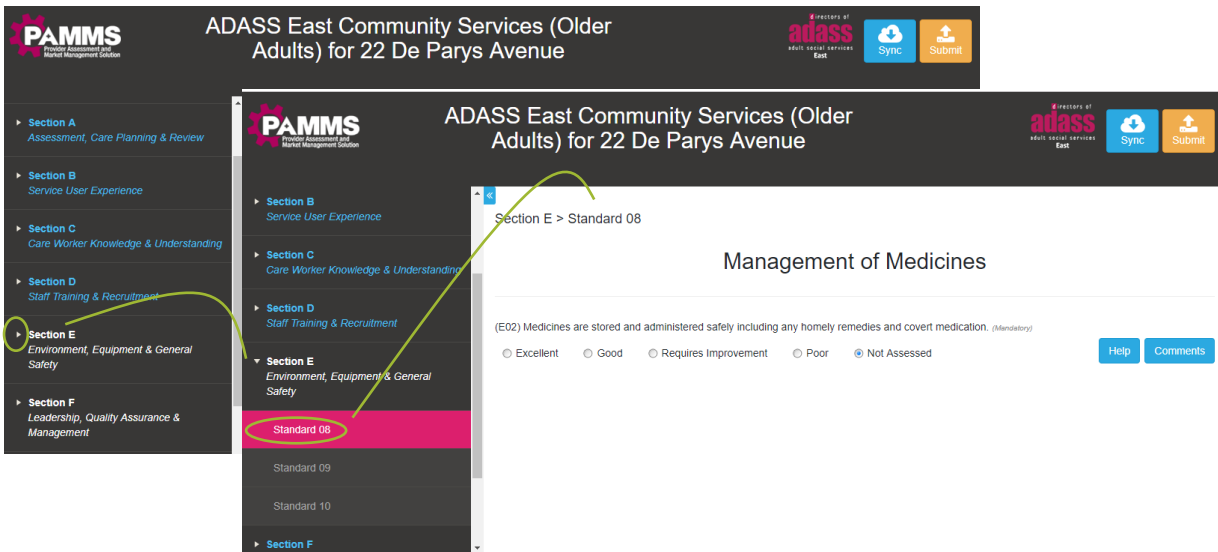 PAMMS
Provider Assessment and
Market Management Solution
ADASS East Community Services (Older
Adults) for 22 De Parys Avenue
directors of
adass
adult social services
East
Sync
Submit
Section A
Assessment, Care Planning & Review
Section B
Service User Experience
Section C
Care Worker Knowledge & Understanding
Section D
Staff Training & Recruitment
Section E
Environment, Equipment & General
Safety
Section F
Leadership, Quality Assurance &
Management
PAMMS
Provider Assessment and
Market Management Solution
ADASS East Community Services (Older
Adults) for 22 De Parys Avenue
directors of
adass
adult social services
East
Sync
Submit
Section B
Service User Experience
Section C
Care Worker Knowledge & Understanding
Section D
Staff Training & Recruitment
Section E
Environment, Equipment & General
Safety
Standard 08
Standard 09
Standard 10
Section F
«
Section E > Standard 08
Management of Medicines
(E02) Medicines are stored and administered safely including any homely remedies and covert medication. (Mandatory)
Excellent Good Requires Improvement Poor Not Assessed
Help Comments